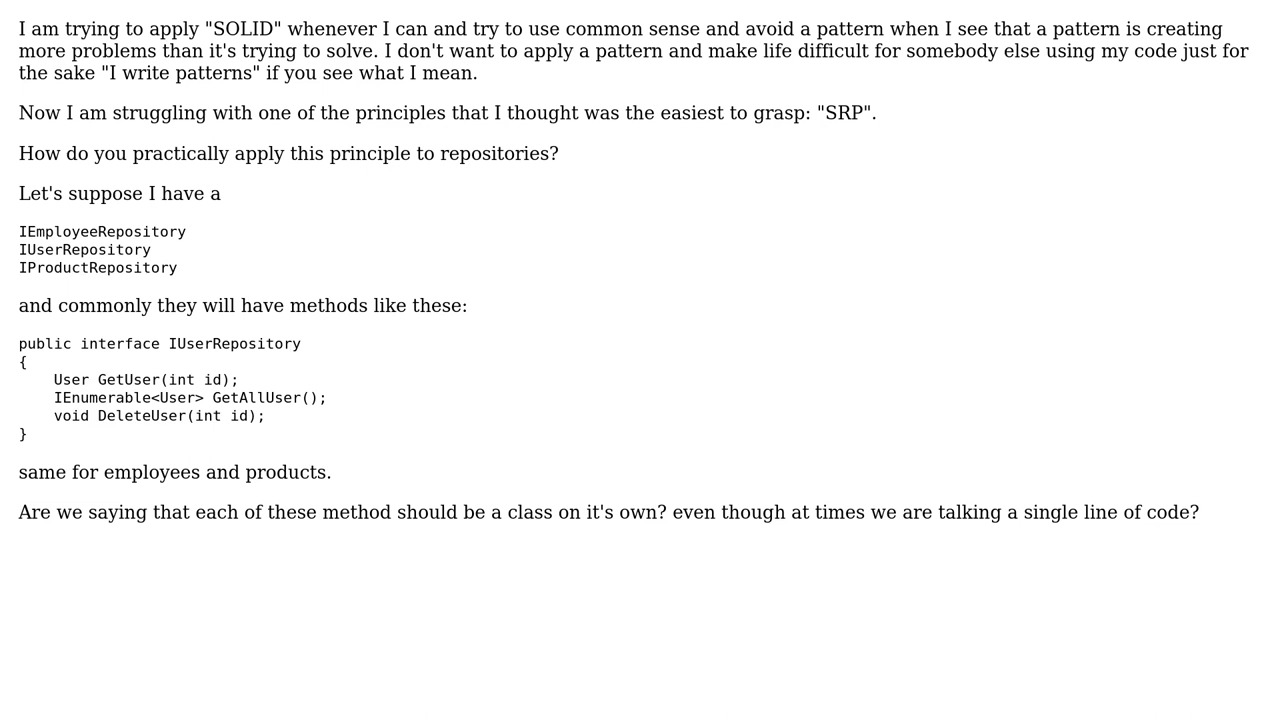 I am trying to apply "SOLID" whenever I can and try to use common sense and avoid a pattern when I see that a pattern is creating
more problems than it's trying to solve. I don't want to apply a pattern and make life difficult for somebody else using my code just for
the sake "I write patterns" if you see what I mean.
Now I am struggling with one of the principles that I thought was the easiest to grasp: "SRP".
How do you practically apply this principle to repositories?
Let's suppose I have a
IEmployeeRepository
IUserRepository
IProductRepository
and commonly they will have methods like these:
public interface IUserRepository
{
    User GetUser(int id);
    IEnumerable<User> GetAllUser();
    void DeleteUser(int id);
}
same for employees and products.
Are we saying that each of these method should be a class on it's own? even though at times we are talking a single line of code?